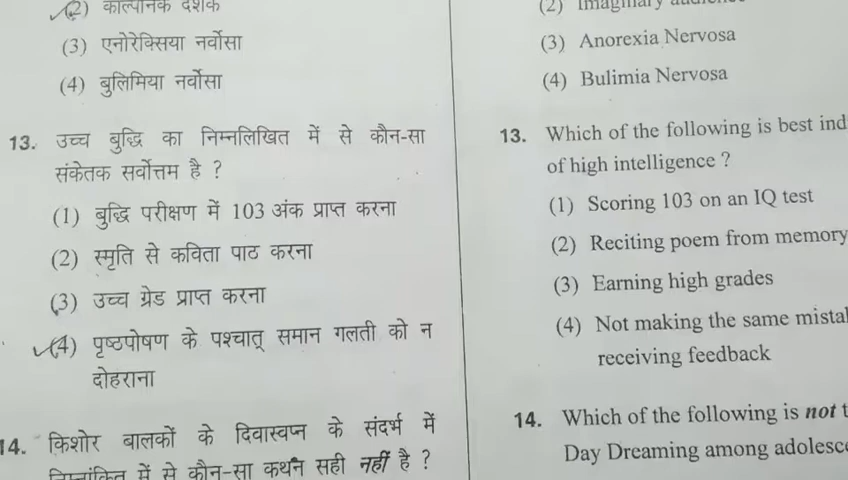 (2) काल्पनिक दर्शक
(3) एनोरेक्सिया नर्वोसा
(4) बुलिमिया नर्वोसा
13. उच्च बुद्धि का निम्नलिखित में से कौन-सा
संकेतक सर्वोत्तम है ?
(1) बुद्धि परीक्षण में 103 अंक प्राप्त करना
(2) स्मृति से कविता पाठ करना
(3) उच्च ग्रेड प्राप्त करना
(4) पृष्ठपोषण के पश्चात् समान गलती को न
दोहराना
14. किशोर बालकों के दिवास्वप्न के संदर्भ में
निम्नांकित में से कौन-सा कथन सही नहीं है ?
(2) Imaginary
(3) Anorexia Nervosa
(4) Bulimia Nervosa
13. Which of the following is best ind
of high intelligence ?
(1) Scoring 103 on an IQ test
(2) Reciting poem from memory
(3) Earning high grades
(4) Not making the same mista
receiving feedback
14. Which of the following is not t
Day Dreaming among adolesc